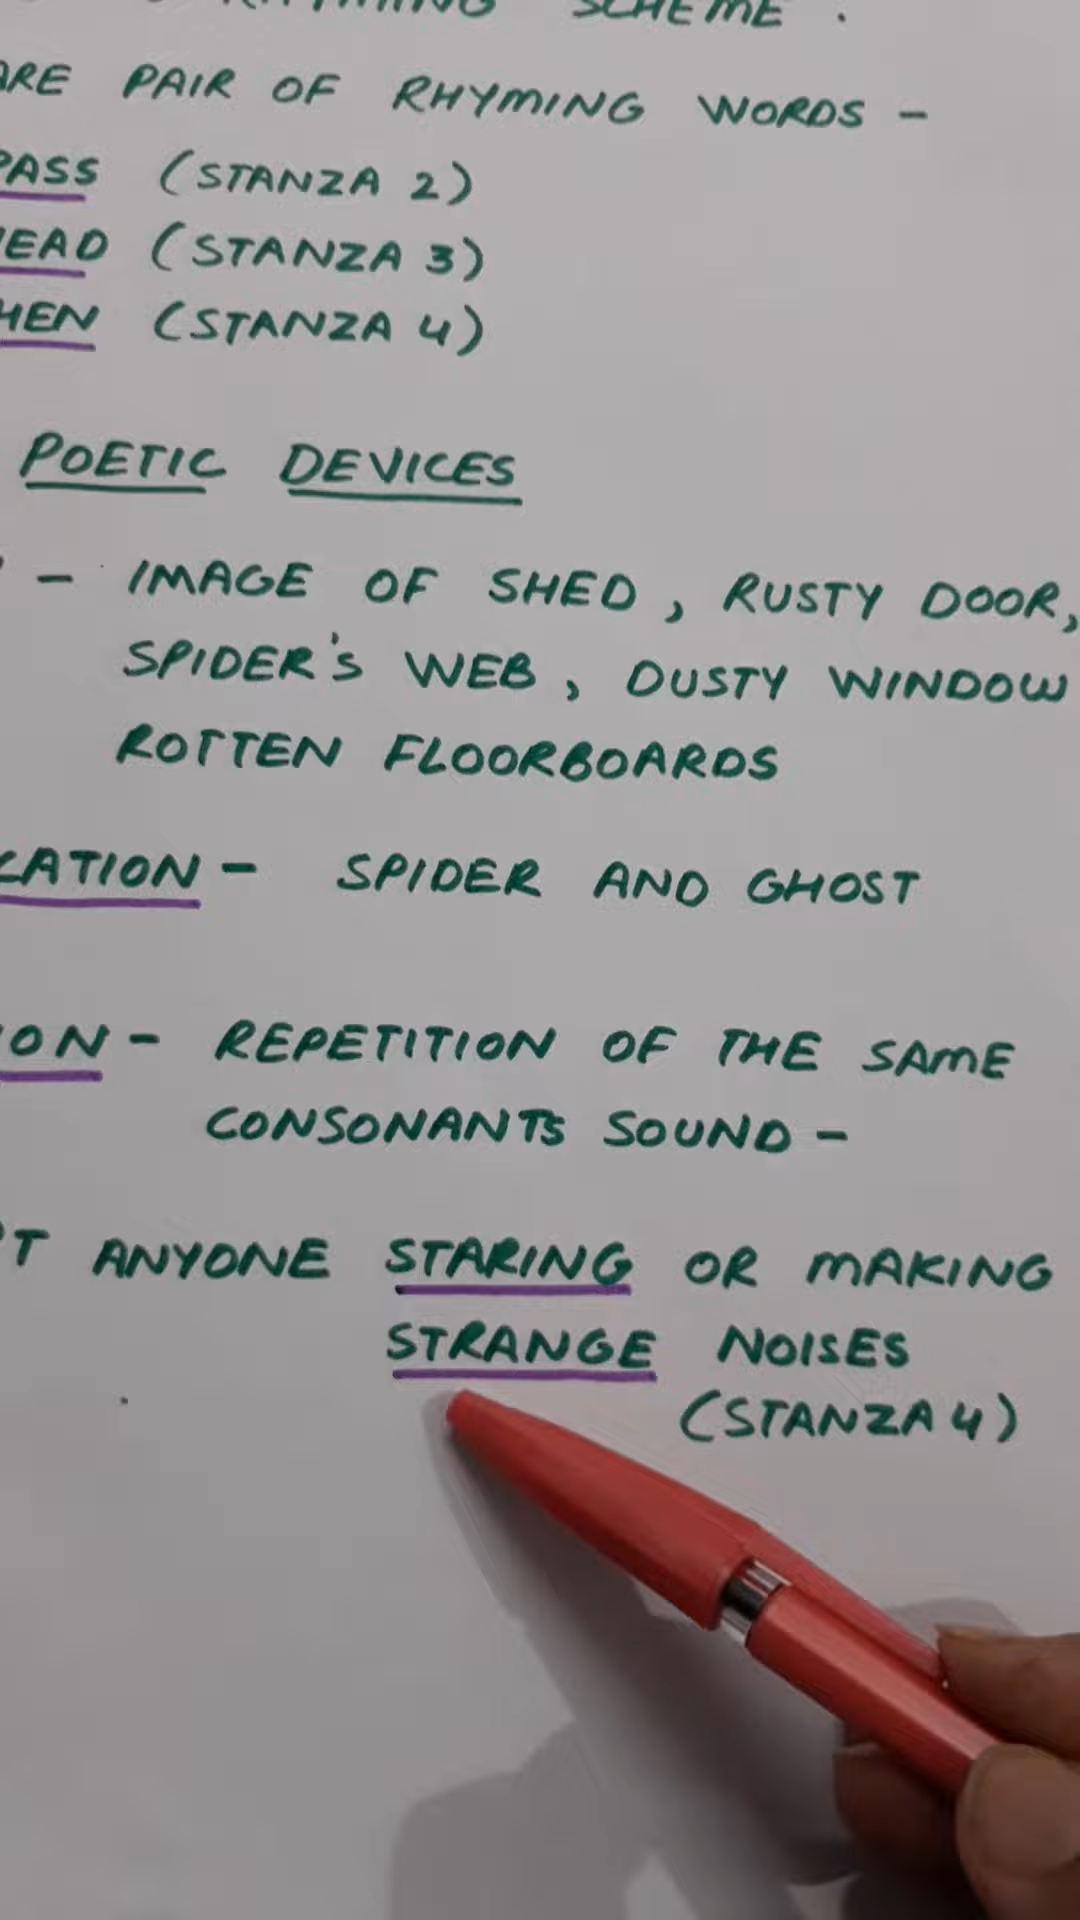 SCHEME .
ARE PAIR OF RHYMING WORDS -
PASS (STANZA 2)
HEAD (STANZA 3)
HEN (STANZA 4)
POETIC DEVICES
- IMAGE OF SHED, RUSTY DOOR,
SPIDER'S WEB, DUSTY WINDOW
ROTTEN FLOORBOARDS
CATION - SPIDER AND GHOST
ION - REPETITION OF THE SAME
CONSONANTS SOUND -
T ANYONE STARING OR MAKING
STRANGE NOISES
(STANZA 4)